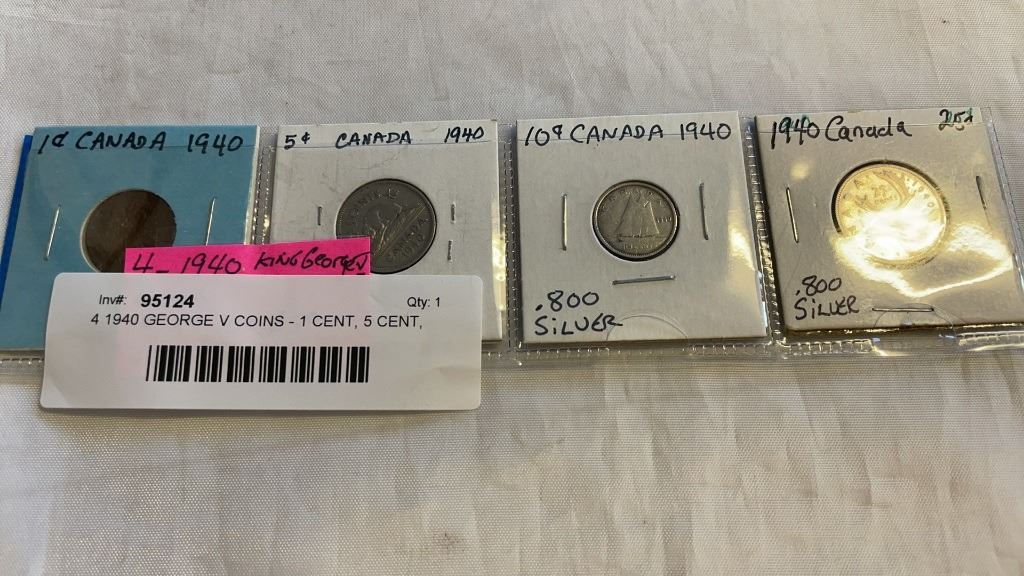 1¢ CANADA 1940
5¢ CANADA 1940
10¢ CANADA 1940
1940 Canada 25¢
.800
SILVER
.800
SILVER
4 - 1940 KING GEORGE V
Inv#: 95124 Qty: 1
4 1940 GEORGE V COINS - 1 CENT, 5 CENT,